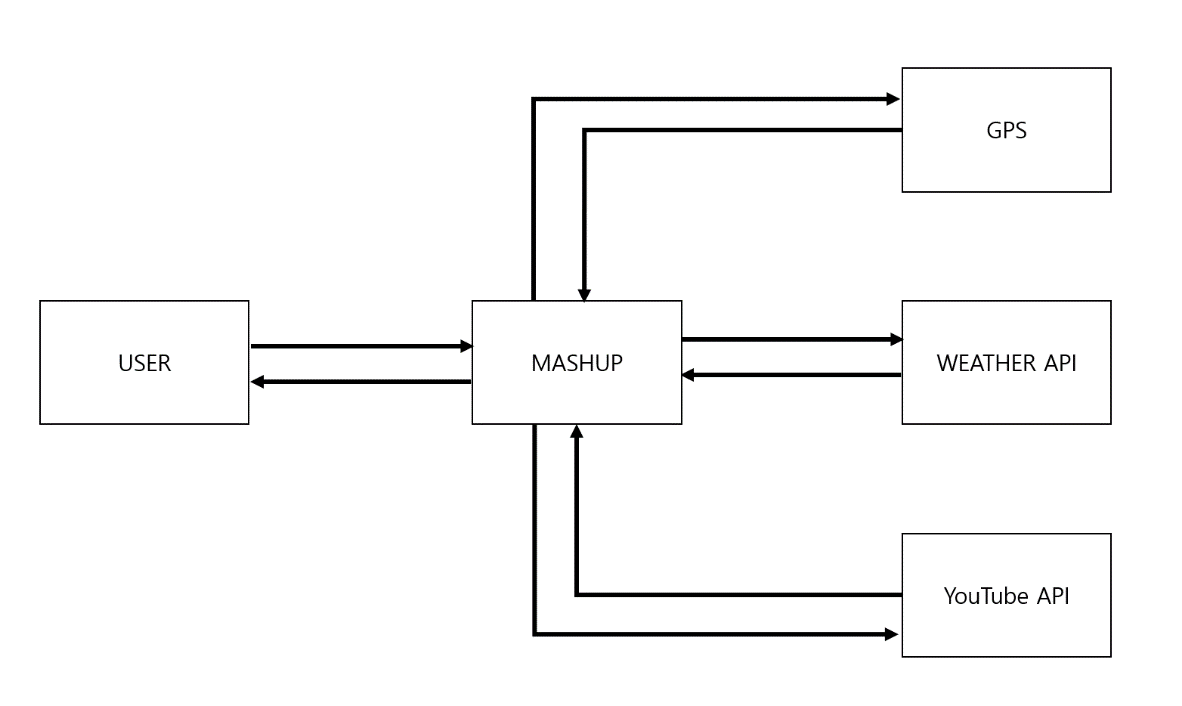 GPS
USER
MASHUP
WEATHER API
YouTube API